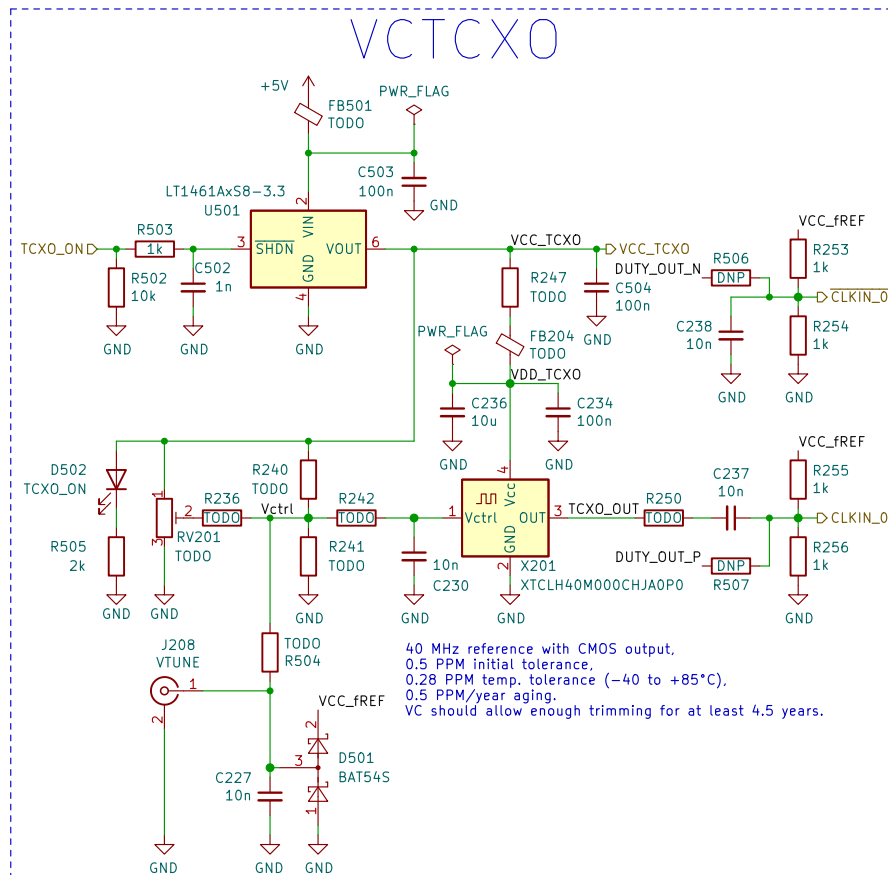 VCTCXO
+5V
PWR_FLAG
FB501
TODO
LT1461AxS8-3.3
U501
C503
100n
GND
2
VIN
TCXO_ON
R503
1k
3
SHDN
VOUT
6
GND
4
VCC_TCXO
VCC_TCXO
R502
10k
C502
1n
GND
GND
GND
R247
TODO
C504
100n
GND
PWR_FLAG
FB204
TODO
VDD_TCXO
C236
10u
C234
100n
GND
GND
VCC_fREF
DUTY_OUT_N
R506
DNP
R253
1k
CLKIN_0
C238
10n
R254
1k
GND
GND
D502
TCXO_ON
R505
2k
GND
1
2
3
RV201
TODO
GND
R236
TODO
Vctrl
R240
TODO
R241
TODO
GND
R242
TODO
10n
C230
GND
1
Vctrl
4
Vcc
OUT
3
GND
2
X201
XTCLH40M000CHJA0P0
GND
TCXO_OUT
R250
TODO
C237
10n
VCC_fREF
R255
1k
CLKIN_0
DUTY_OUT_P
DNP
R507
R256
1k
GND
TODO
R504
J208
VTUNE
1
2
40 MHz reference with CMOS output,
0.5 PPM initial tolerance,
0.28 PPM temp. tolerance (-40 to +85°C),
0.5 PPM/year aging.
VC should allow enough trimming for at least 4.5 years.
VCC_fREF
2
3
D501
BAT54S
1
C227
10n
GND
GND
GND